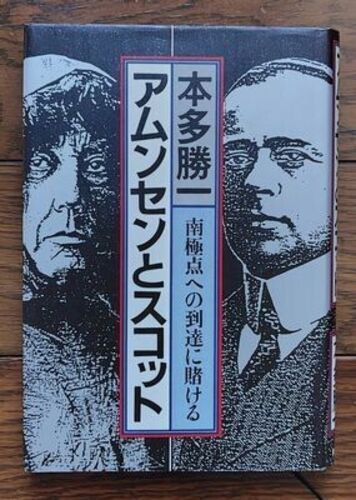 本多勝一
アムンセンとスコット
南極点への到達に賭ける